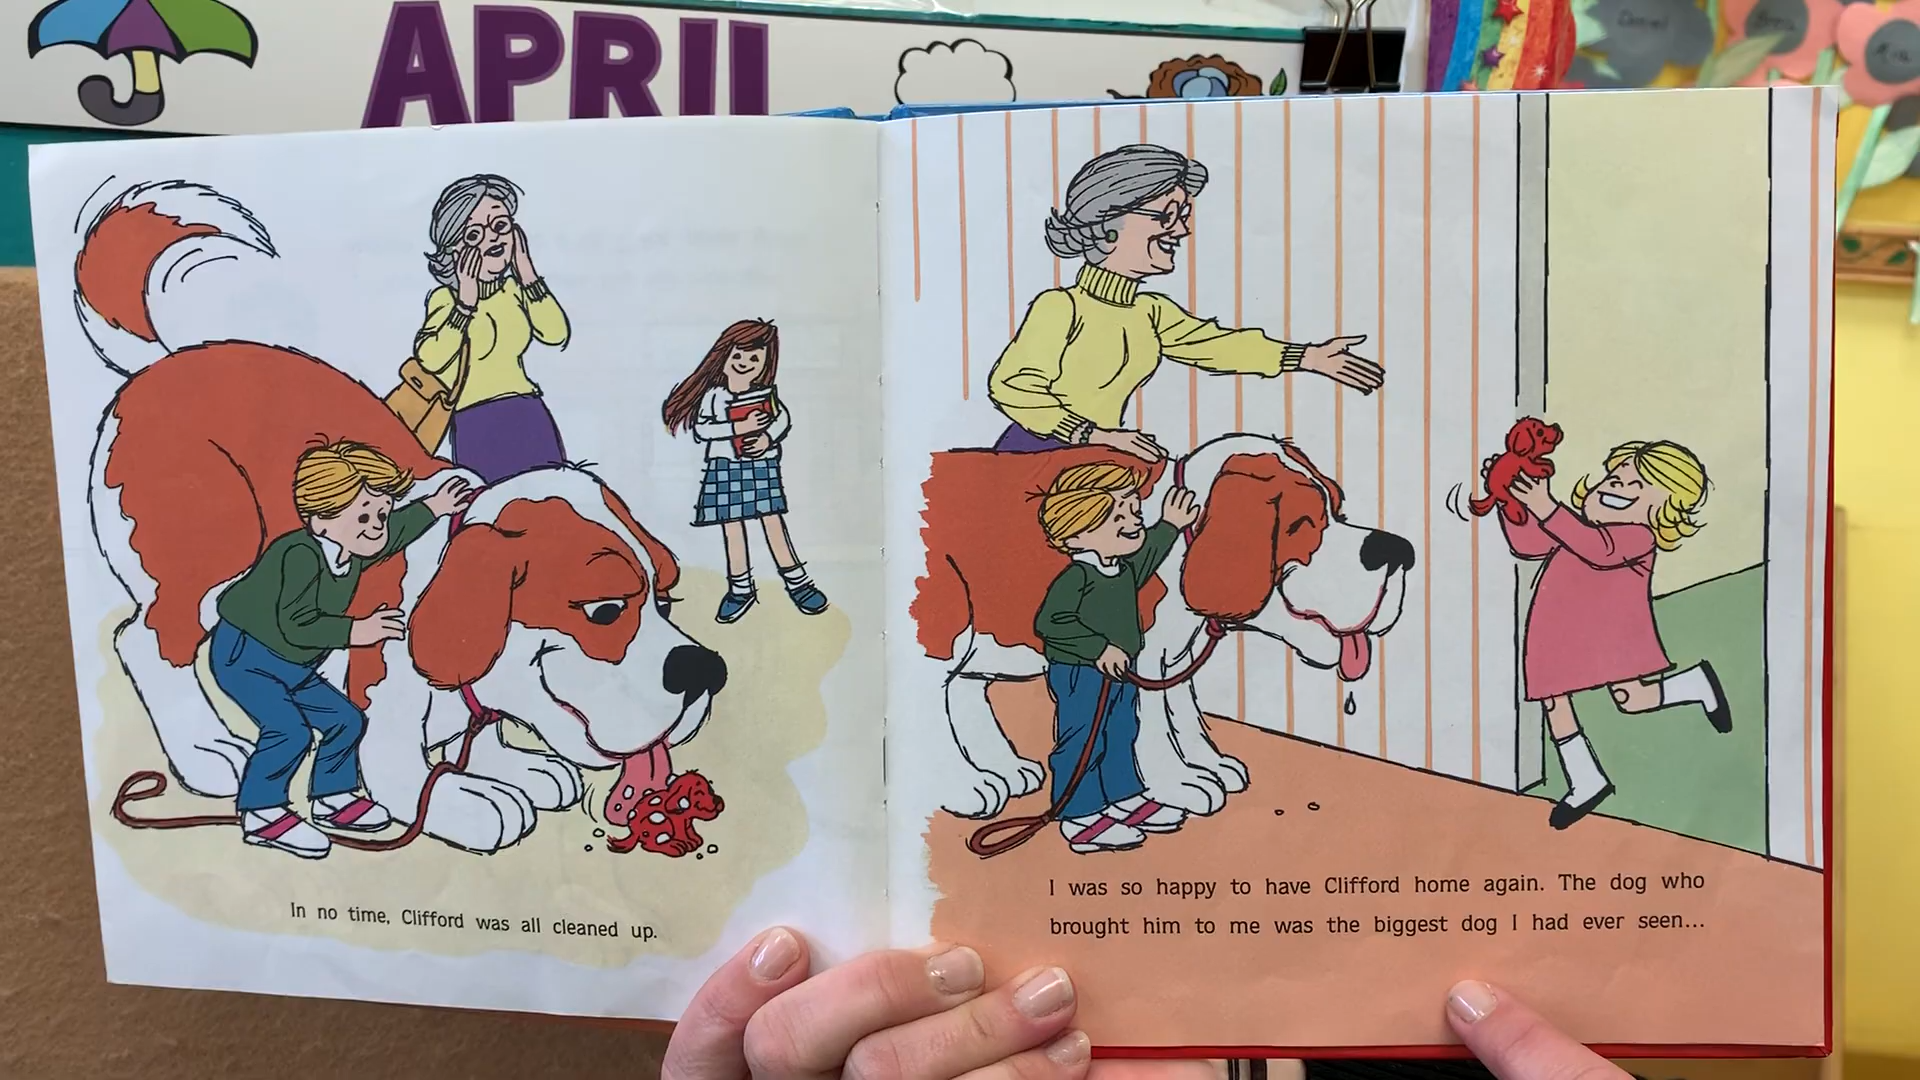 APRIL
In no time, Clifford was all cleaned up.
I was so happy to have Clifford home again. The dog who
brought him to me was the biggest dog I had ever seen...